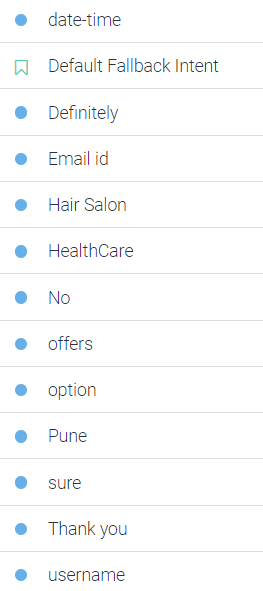 date-time
Default Fallback Intent
Definitely
Email id
Hair Salon
HealthCare
No
offers
option
Pune
sure
Thank you
username